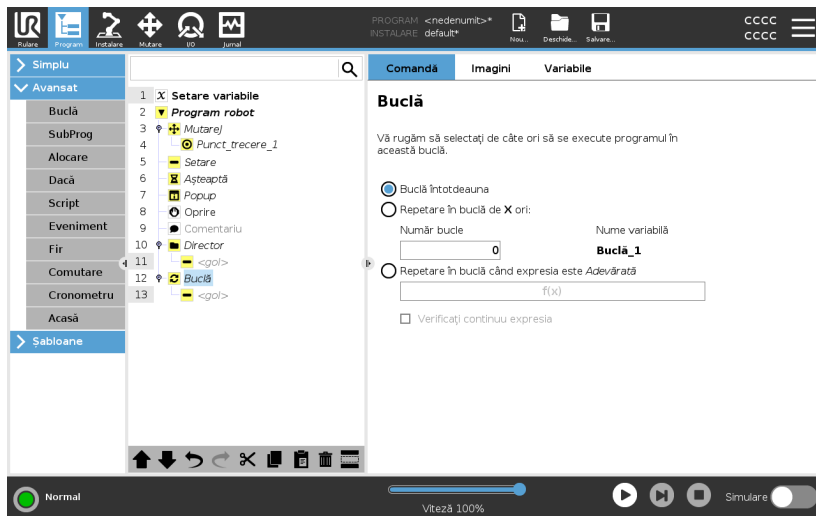 PROGRAM <nedenumit>*
INSTALARE default*
CCCC
CCCC
Rulare Program Instalare Mutare I/O Jurnal Nou... Deschide... Salvare...
Simplu
Avansat
Buclă
SubProg
Alocare
Dacă
Script
Eveniment
Fir
Comutare
Cronometru
Acasă
Șabloane
1 X Setare variabile
2 Program robot
3 MutareJ
4 Punct_trecere_1
5 Setare
6 Așteaptă
7 Popup
8 Oprire
9 Comentariu
10 Director
11 <gol>
12 Buclă
13 <gol>
Comandă Imagini Variabile
Buclă
Vă rugăm să selectați de câte ori să se execute programul în
această buclă.
Buclă întotdeauna
Repetare în buclă de X ori:
Număr bucle Nume variabilă
0 Buclă_1
Repetare în buclă când expresia este Adevărată
f(x)
Verificați continuu expresia
Normal
Viteză 100%
Simulare